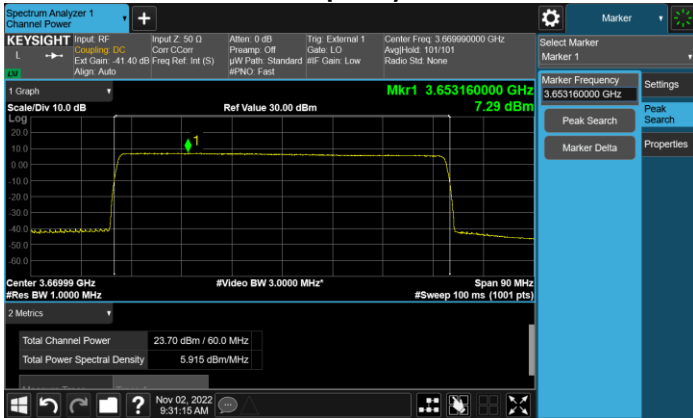 Spectrum Analyzer 1
Channel Power
+
Marker
KEYSIGHT
L
LXI
Input: RF
Coupling: DC
Ext Gain: -41.40 dB
Align: Auto
Input Z: 50 Ω
Corr CCorr
Freq Ref: Int (S)
Atten: 0 dB
Preamp: Off
µW Path: Standard
#PNO: Fast
Trig: External 1
Gate: LO
#IF Gain: Low
Center Freq: 3.669990000 GHz
Avg|Hold: 101/101
Radio Std: None
Select Marker
Marker 1
Marker Frequency
3.653160000 GHz
Settings
Peak Search
Peak
Search
Marker Delta
Properties
1 Graph
Mkr1 3.653160000 GHz
Scale/Div 10.0 dB
Ref Value 30.00 dBm
7.29 dBm
Log
20.0
10.0
0.00
-10.0
-20.0
-30.0
-40.0
-50.0
-60.0
1
Center 3.66999 GHz
#Video BW 3.0000 MHz*
Span 90 MHz
#Res BW 1.0000 MHz
#Sweep 100 ms (1001 pts)
2 Metrics
Total Channel Power 23.70 dBm / 60.0 MHz
Total Power Spectral Density 5.915 dBm/MHz
?
Nov 02, 2022
9:31:15 AM